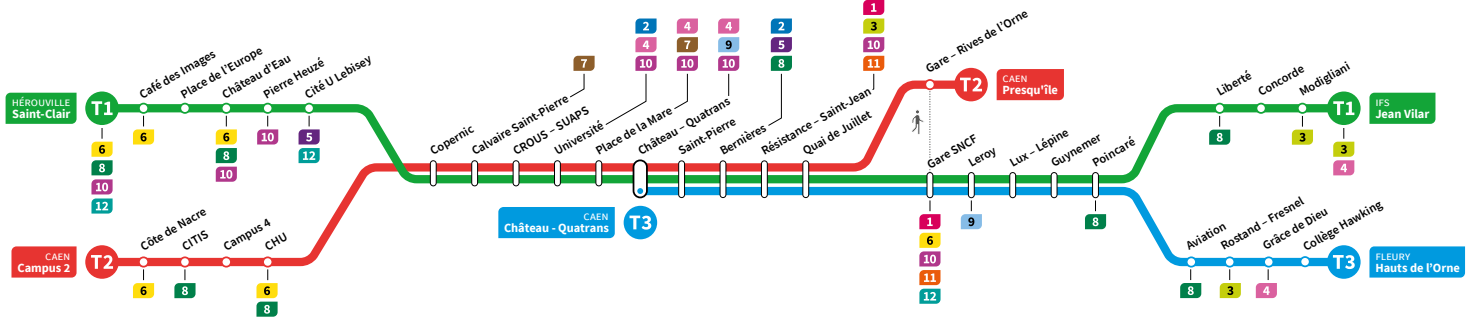 HÉROUVILLE
Saint-Clair
T1
6
8
10
12
Café des Images
6
Place de l'Europe
Château d'Eau
6
8
10
Pierre Heuzé
10
Cité U Lebisey
5
12
CAEN
Campus 2
T2
Côte de Nacre
6
CITIS
8
Campus 4
CHU
6
8
Copernic
Calvaire Saint-Pierre
7
CROUS – SUAPS
Université
2
4
10
Place de la Mare
4
7
10
Château – Quatrans
4
9
10
CAEN
Château - Quatrans
T3
Saint-Pierre
Bernières
2
5
8
Résistance – Saint-Jean
1
3
10
11
Quai de Juillet
Gare – Rives de l'Orne
T2
CAEN
Presqu'île
Gare SNCF
1
6
10
11
12
Leroy
9
Lux – Lépine
Guynemer
Poincaré
8
Liberté
8
Concorde
Modigliani
3
T1
3
4
IFS
Jean Vilar
Aviation
8
Rostand – Fresnel
3
Grâce de Dieu
4
Collège Hawking
T3
FLEURY
Hauts de l'Orne